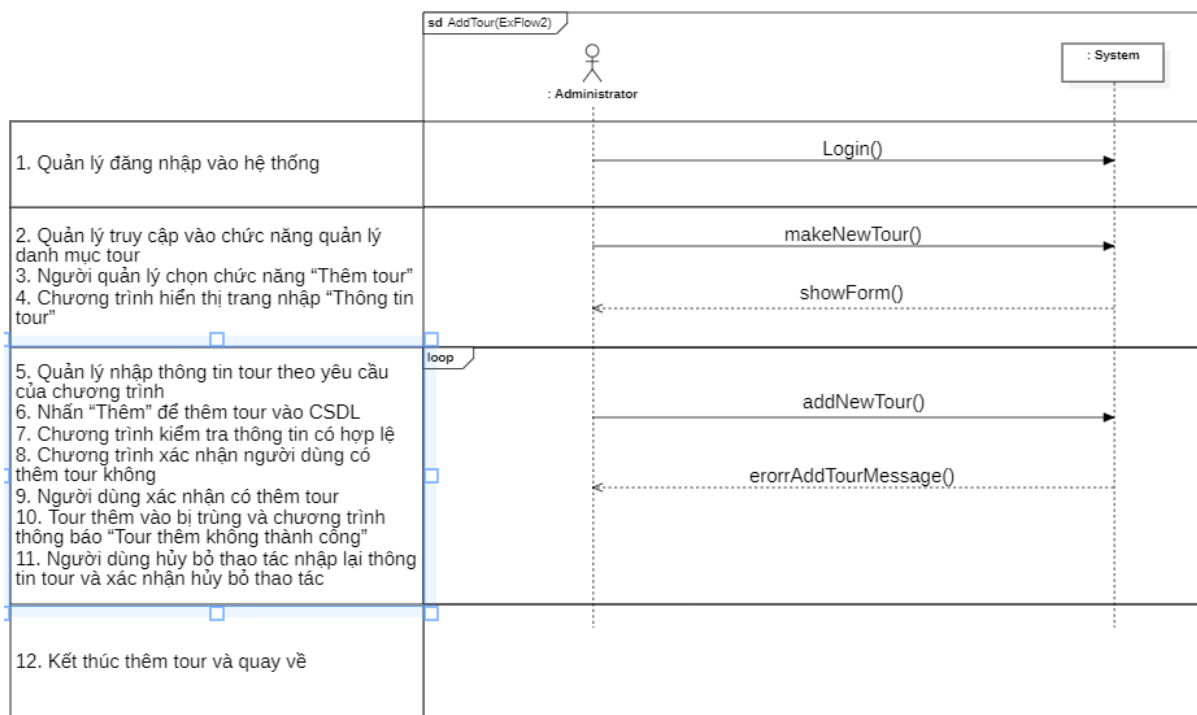 sd AddTour(ExFlow2)
: Administrator
: System
1. Quản lý đăng nhập vào hệ thống
Login()
2. Quản lý truy cập vào chức năng quản lý
danh mục tour
3. Người quản lý chọn chức năng “Thêm tour”
4. Chương trình hiển thị trang nhập “Thông tin
tour”
makeNewTour()
showForm()
loop
5. Quản lý nhập thông tin tour theo yêu cầu
của chương trình
6. Nhấn “Thêm” để thêm tour vào CSDL
7. Chương trình kiểm tra thông tin có hợp lệ
8. Chương trình xác nhận người dùng có
thêm tour không
9. Người dùng xác nhận có thêm tour
10. Tour thêm vào bị trùng và chương trình
thông báo “Tour thêm không thành công”
11. Người dùng hủy bỏ thao tác nhập lại thông
tin tour và xác nhận hủy bỏ thao tác
addNewTour()
erorrAddTourMessage()
12. Kết thúc thêm tour và quay về